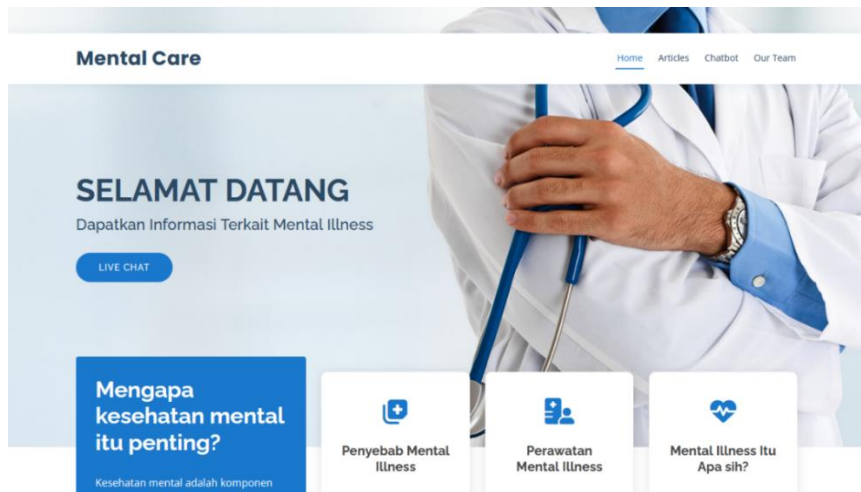 Mental Care
Home Articles Chatbot Our Team
SELAMAT DATANG
Dapatkan Informasi Terkait Mental Illness
LIVE CHAT
Mengapa
kesehatan mental
itu penting?
Kesehatan mental adalah komponen
Penyebab Mental
Illness
Perawatan
Mental Illness
Mental Illness Itu
Apa sih?